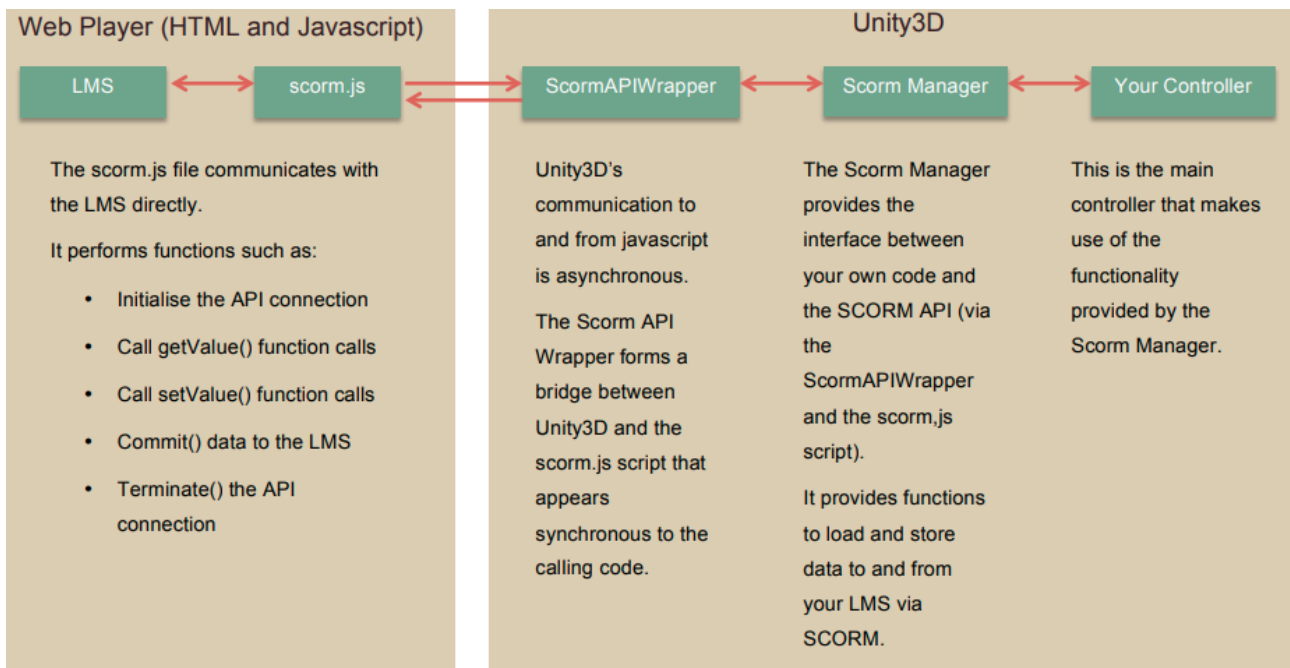 Web Player (HTML and Javascript)
LMS
scorm.js
The scorm.js file communicates with
the LMS directly.
It performs functions such as:
• Initialise the API connection
• Call getValue() function calls
• Call setValue() function calls
• Commit() data to the LMS
• Terminate() the API
connection
Unity3D
ScormAPIWrapper
Scorm Manager
Your Controller
Unity3D's
communication to
and from javascript
is asynchronous.
The Scorm API
Wrapper forms a
bridge between
Unity3D and the
scorm.js script that
appears
synchronous to the
calling code.
The Scorm Manager
provides the
interface between
your own code and
the SCORM API (via
the
ScormAPIWrapper
and the scorm,js
script).
It provides functions
to load and store
data to and from
your LMS via
SCORM.
This is the main
controller that makes
use of the
functionality
provided by the
Scorm Manager.